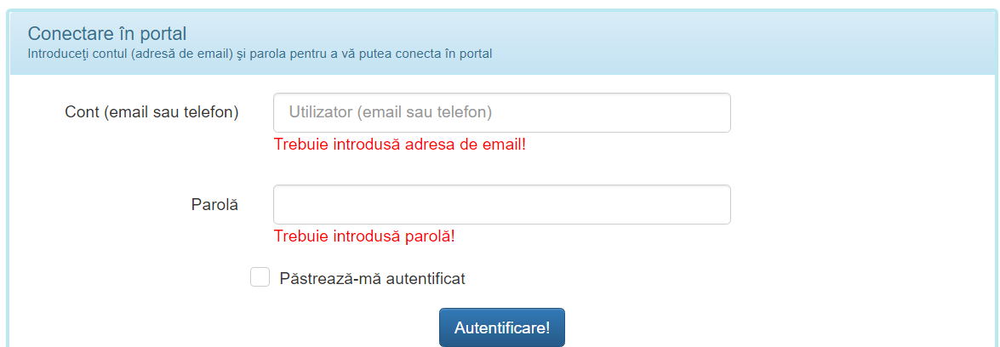 Conectare în portal
Introduceţi contul (adresă de email) şi parola pentru a vă putea conecta în portal
Cont (email sau telefon)
Utilizator (email sau telefon)
Trebuie introdusă adresa de email!
Parolă
Trebuie introdusă parolă!
Păstrează-mă autentificat
Autentificare!